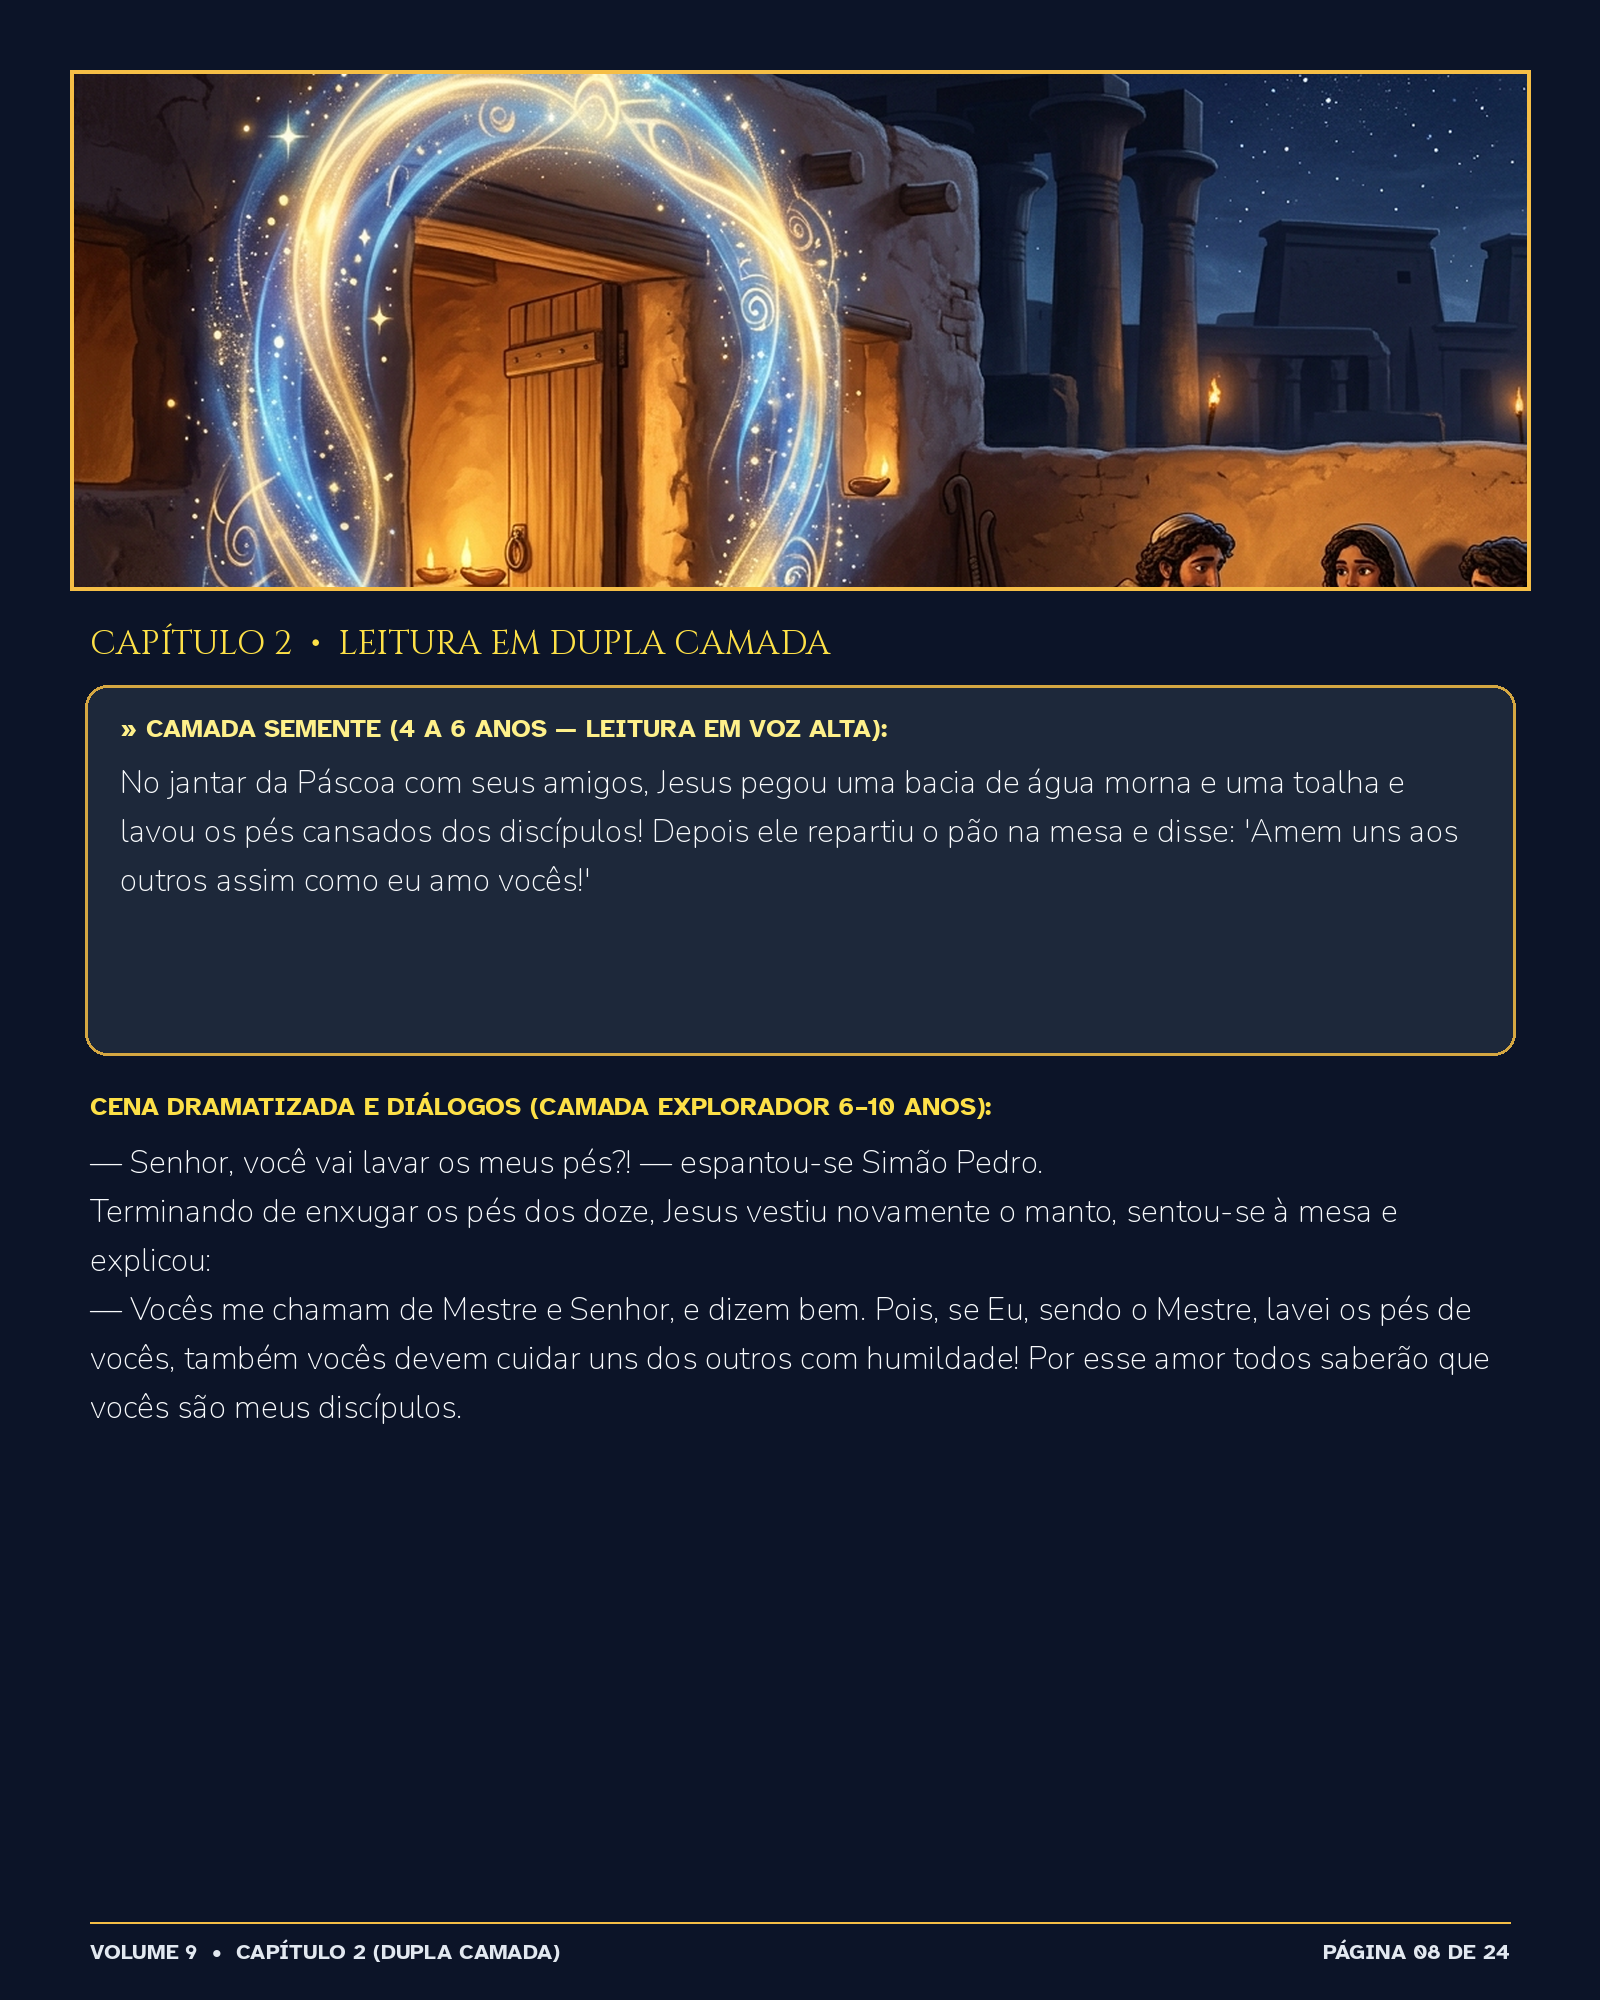 CAPÍTULO 2 • LEITURA EM DUPLA CAMADA
» CAMADA SEMENTE (4 A 6 ANOS — LEITURA EM VOZ ALTA):
No jantar da Páscoa com seus amigos, Jesus pegou uma bacia de água morna e uma toalha e
lavou os pés cansados dos discípulos! Depois ele repartiu o pão na mesa e disse: 'Amem uns aos
outros assim como eu amo vocês!'
CENA DRAMATIZADA E DIÁLOGOS (CAMADA EXPLORADOR 6–10 ANOS):
— Senhor, você vai lavar os meus pés?! — espantou-se Simão Pedro.
Terminando de enxugar os pés dos doze, Jesus vestiu novamente o manto, sentou-se à mesa e
explicou:
— Vocês me chamam de Mestre e Senhor, e dizem bem. Pois, se Eu, sendo o Mestre, lavei os pés de
vocês, também vocês devem cuidar uns dos outros com humildade! Por esse amor todos saberão que
vocês são meus discípulos.
VOLUME 9 • CAPÍTULO 2 (DUPLA CAMADA)
PÁGINA 08 DE 24